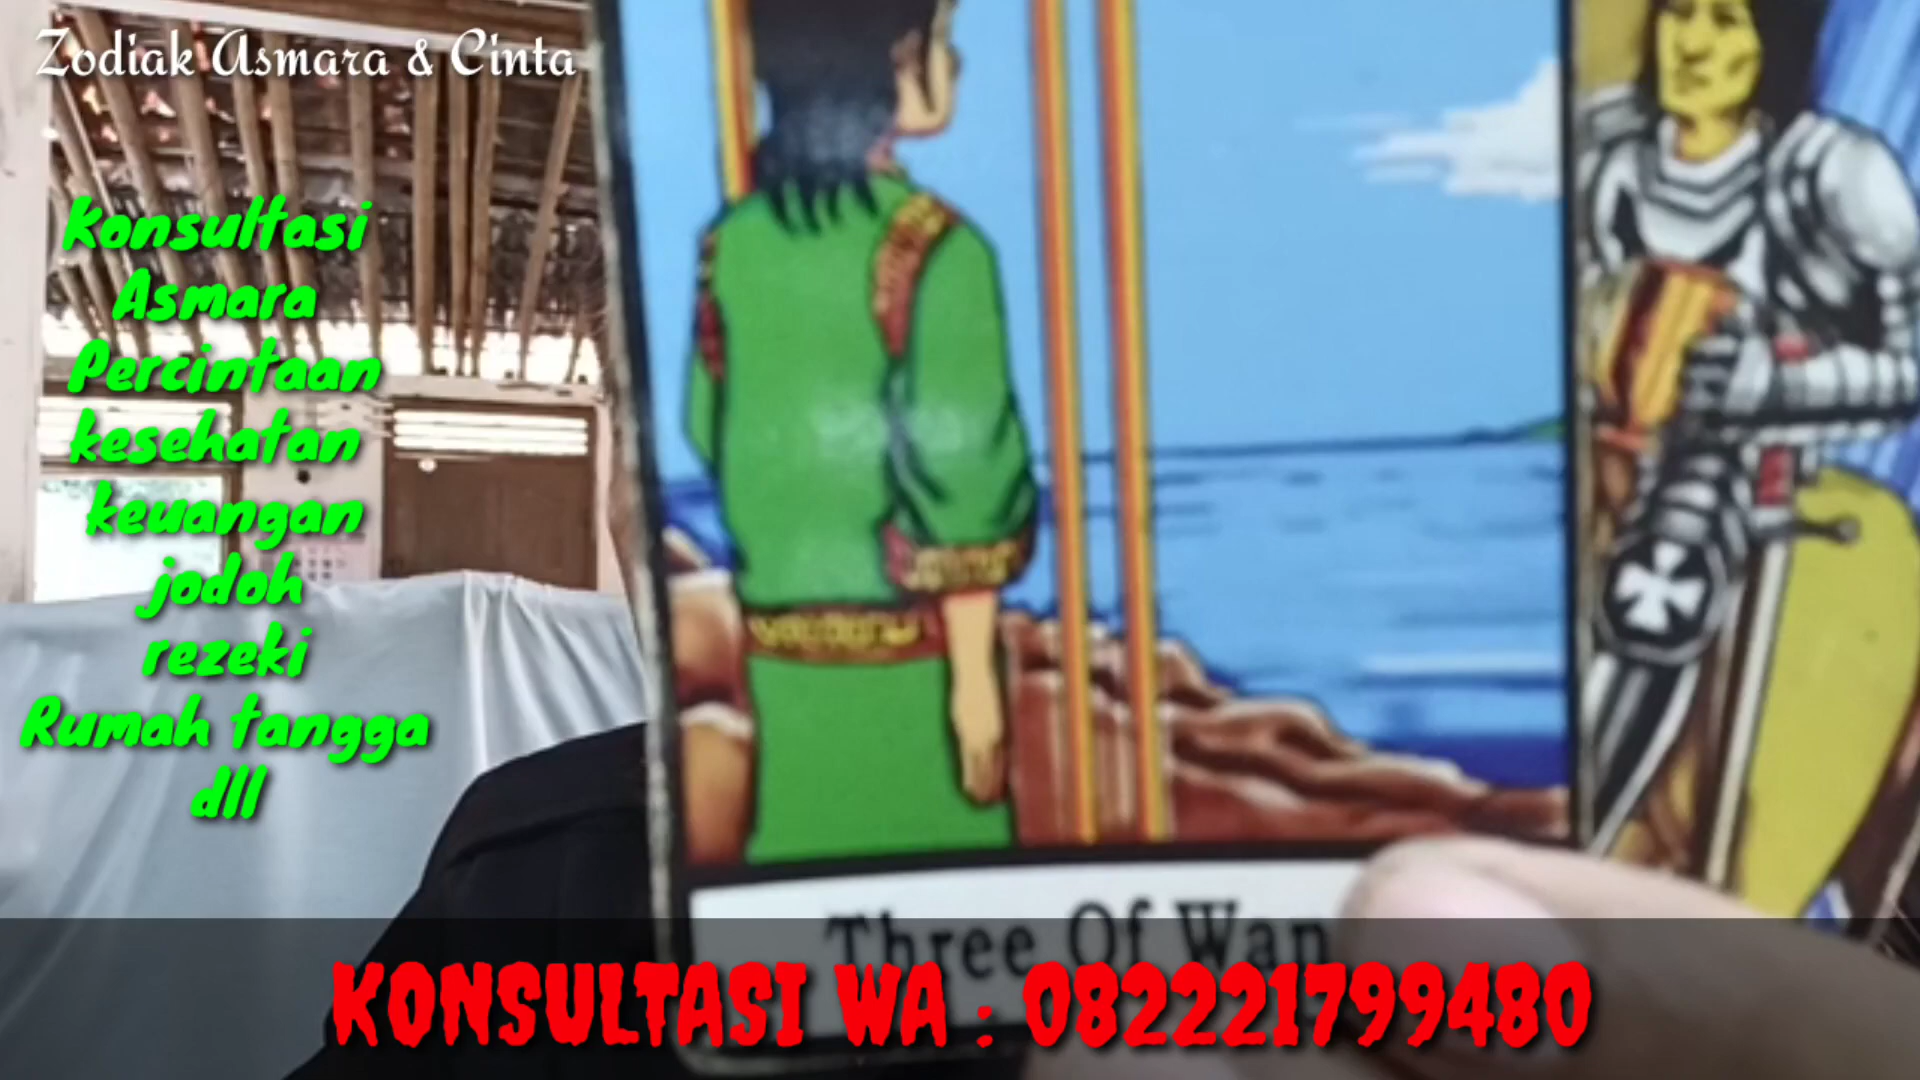 Zodiak Asmara & Cinta
Konsultasi
Asmara
Percintaan
kesehatan
keuangan
jodoh
rezeki
Rumah tangga
dll
Three Of Wan
KONSULTASI WA : 082221799480